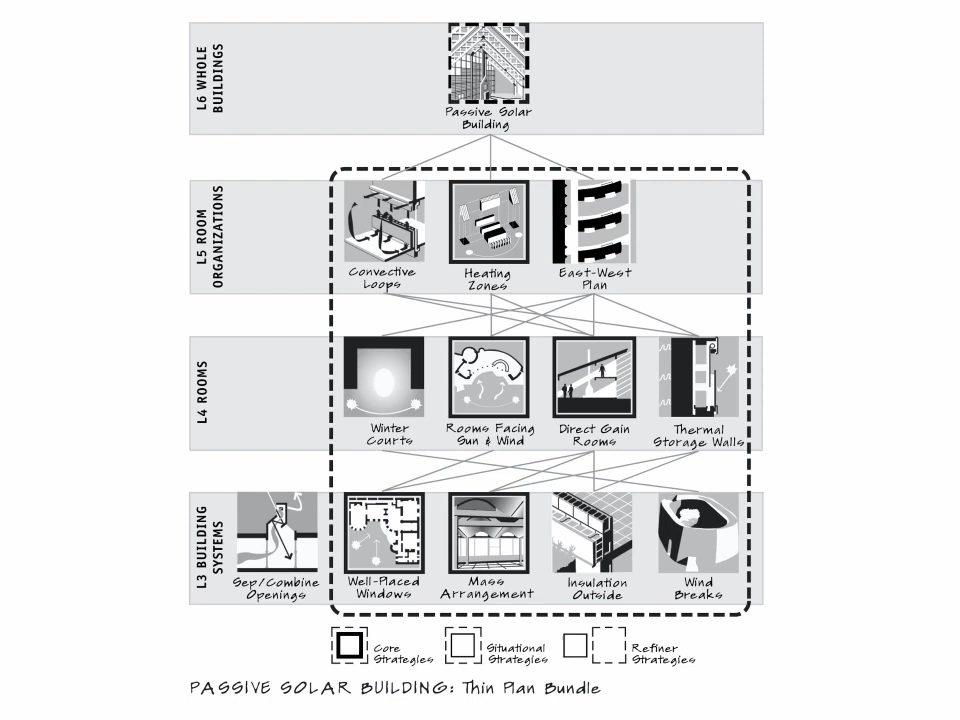 L6 WHOLE
BUILDINGS
Passive Solar
Building
L5 ROOM
ORGANIZATIONS
Convective
Loops
Heating
Zones
East-West
Plan
L4 ROOMS
Winter
Courts
Rooms Facing
Sun & Wind
Direct Gain
Rooms
Thermal
Storage Walls
L3 BUILDING
SYSTEMS
Sep/Combine
Openings
Well-Placed
Windows
Mass
Arrangement
Insulation
Outside
Wind
Breaks
Core
Strategies
Situational
Strategies
Refiner
Strategies
PASSIVE SOLAR BUILDING: Thin Plan Bundle